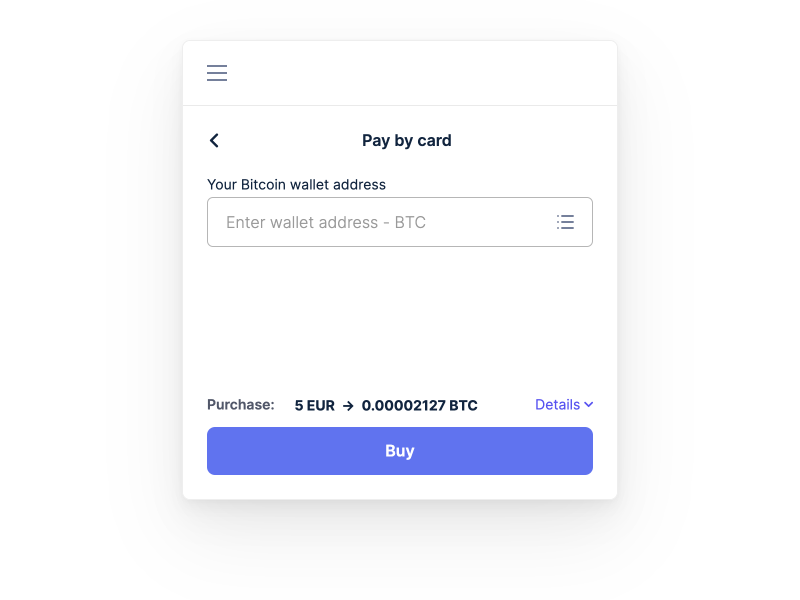 Pay by card
Your Bitcoin wallet address
Enter wallet address - BTC
Purchase: 5 EUR → 0.00002127 BTC Details
Buy